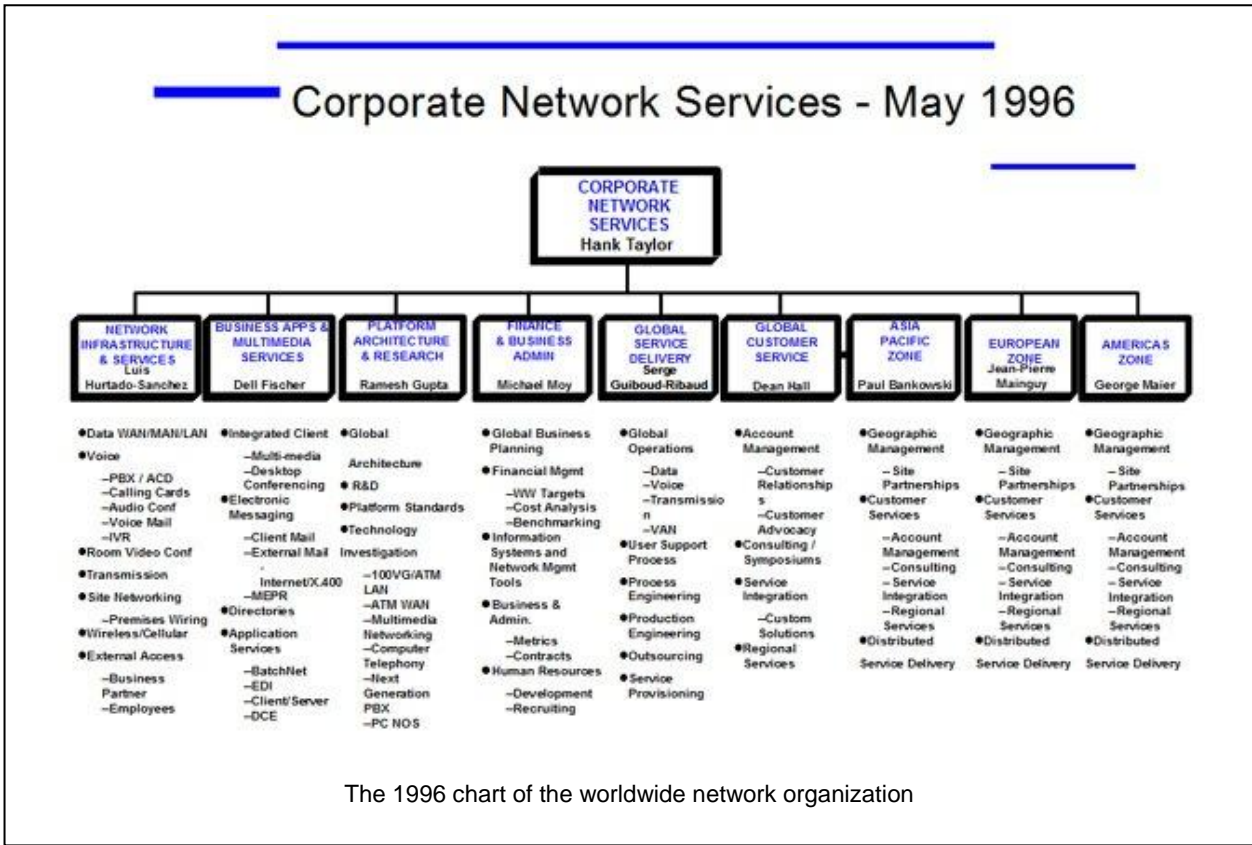 Corporate Network Services - May 1996
CORPORATE
NETWORK
SERVICES
Hank Taylor
NETWORK
INFRASTRUCTURE
& SERVICES
Luis
Hurtado-Sanchez
BUSINESS APPS &
MULTIMEDIA
SERVICES
Dell Fischer
PLATFORM
ARCHITECTURE
& RESEARCH
Ramesh Gupta
FINANCE
& BUSINESS
ADMIN
Michael Moy
GLOBAL
SERVICE
DELIVERY
Serge
Guiboud-Ribaud
GLOBAL
CUSTOMER
SERVICE
Dean Hall
ASIA
PACIFIC
ZONE
Paul Bankowski
EUROPEAN
ZONE
Jean-Pierre
Mainguy
AMERICAS
ZONE
George Maier
●Data WAN/MAN/LAN
●Voice
–PBX / ACD
–Calling Cards
–Audio Conf
–Voice Mail
–IVR
●Room Video Conf
●Transmission
●Site Networking
–Premises Wiring
●Wireless/Cellular
●External Access
–Business
Partner
–Employees
●Integrated Client
–Multi-media
–Desktop
Conferencing
●Electronic
Messaging
–Client Mail
–External Mail
-
Internet/X.400
–MEPR
●Directories
●Application
Services
–BatchNet
–EDI
–Client/Server
–DCE
●Global
Architecture
● R&D
●Platform Standards
●Technology
Investigation
–100VG/ATM
LAN
–ATM WAN
–Multimedia
Networking
–Computer
Telephony
–Next
Generation
PBX
–PC NOS
●Global Business
Planning
●Financial Mgmt
–WW Targets
–Cost Analysis
–Benchmarking
●Information
Systems and
Network Mgmt
Tools
●Business &
Admin.
–Metrics
–Contracts
●Human Resources
–Development
–Recruiting
●Global
Operations
–Data
–Voice
–Transmissio
n
–VAN
●User Support
Process
●Process
Engineering
●Production
Engineering
●Outsourcing
●Service
Provisioning
●Account
Management
–Customer
Relationship
s
–Customer
Advocacy
●Consulting /
Symposiums
●Service
Integration
–Custom
Solutions
●Regional
Services
●Geographic
Management
– Site
Partnerships
●Customer
Services
–Account
Management
–Consulting
– Service
Integration
–Regional
Services
●Distributed
Service Delivery
●Geographic
Management
– Site
Partnerships
●Customer
Services
–Account
Management
–Consulting
– Service
Integration
–Regional
Services
●Distributed
Service Delivery
●Geographic
Management
– Site
Partnerships
●Customer
Services
–Account
Management
–Consulting
– Service
Integration
–Regional
Services
●Distributed
Service Delivery
The 1996 chart of the worldwide network organization